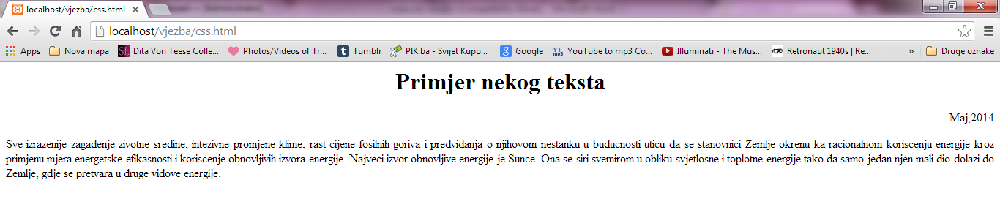 localhost/vjezba/css.html
localhost/vjezba/css.html
Apps Nova mapa Dita Von Teese Colle... Photos/Videos of Tr... Tumblr PIK.ba - Svijet Kupo... Google YouTube to mp3 Co... Illuminati - The Mus... Retronaut 1940s | Re... » Druge oznake
Primjer nekog teksta
Maj,2014
Sve izrazenije zagađenje zivotne sredine, intezivne promjene klime, rast cijene fosilnih goriva i predviđanja o njihovom nestanku u buducnosti uticu da se stanovnici Zemlje okrenu ka racionalnom koriscenju energije kroz
primjenu mjera energetske efikasnosti i koriscenje obnovljivih izvora energije. Najveci izvor obnovljive energije je Sunce. Ona se siri svemirom u obliku svjetlosne i toplotne energije tako da samo jedan njen mali dio dolazi do
Zemlje, gdje se pretvara u druge vidove energije.